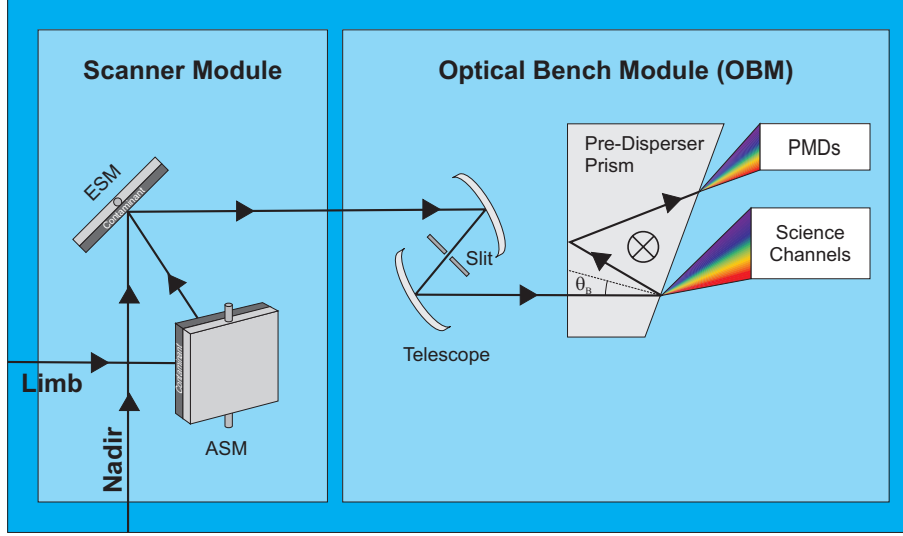 Scanner Module
Optical Bench Module (OBM)
ESM
Contaminant
Limb
Nadir
Contaminant
ASM
Slit
Telescope
Pre-Disperser
Prism
θB
PMDs
Science
Channels